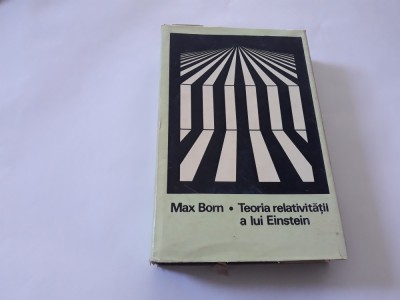 Max Born • Teoria relativității
a lui Einstein